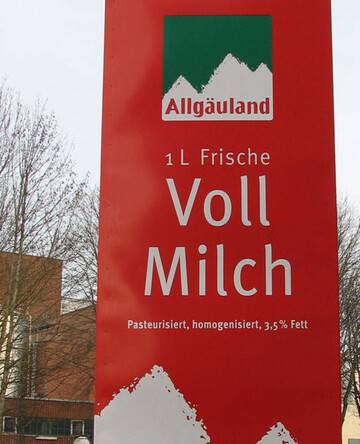 Allgäuland
1 L Frische
Voll
Milch
Pasteurisiert, homogenisiert, 3,5% Fett